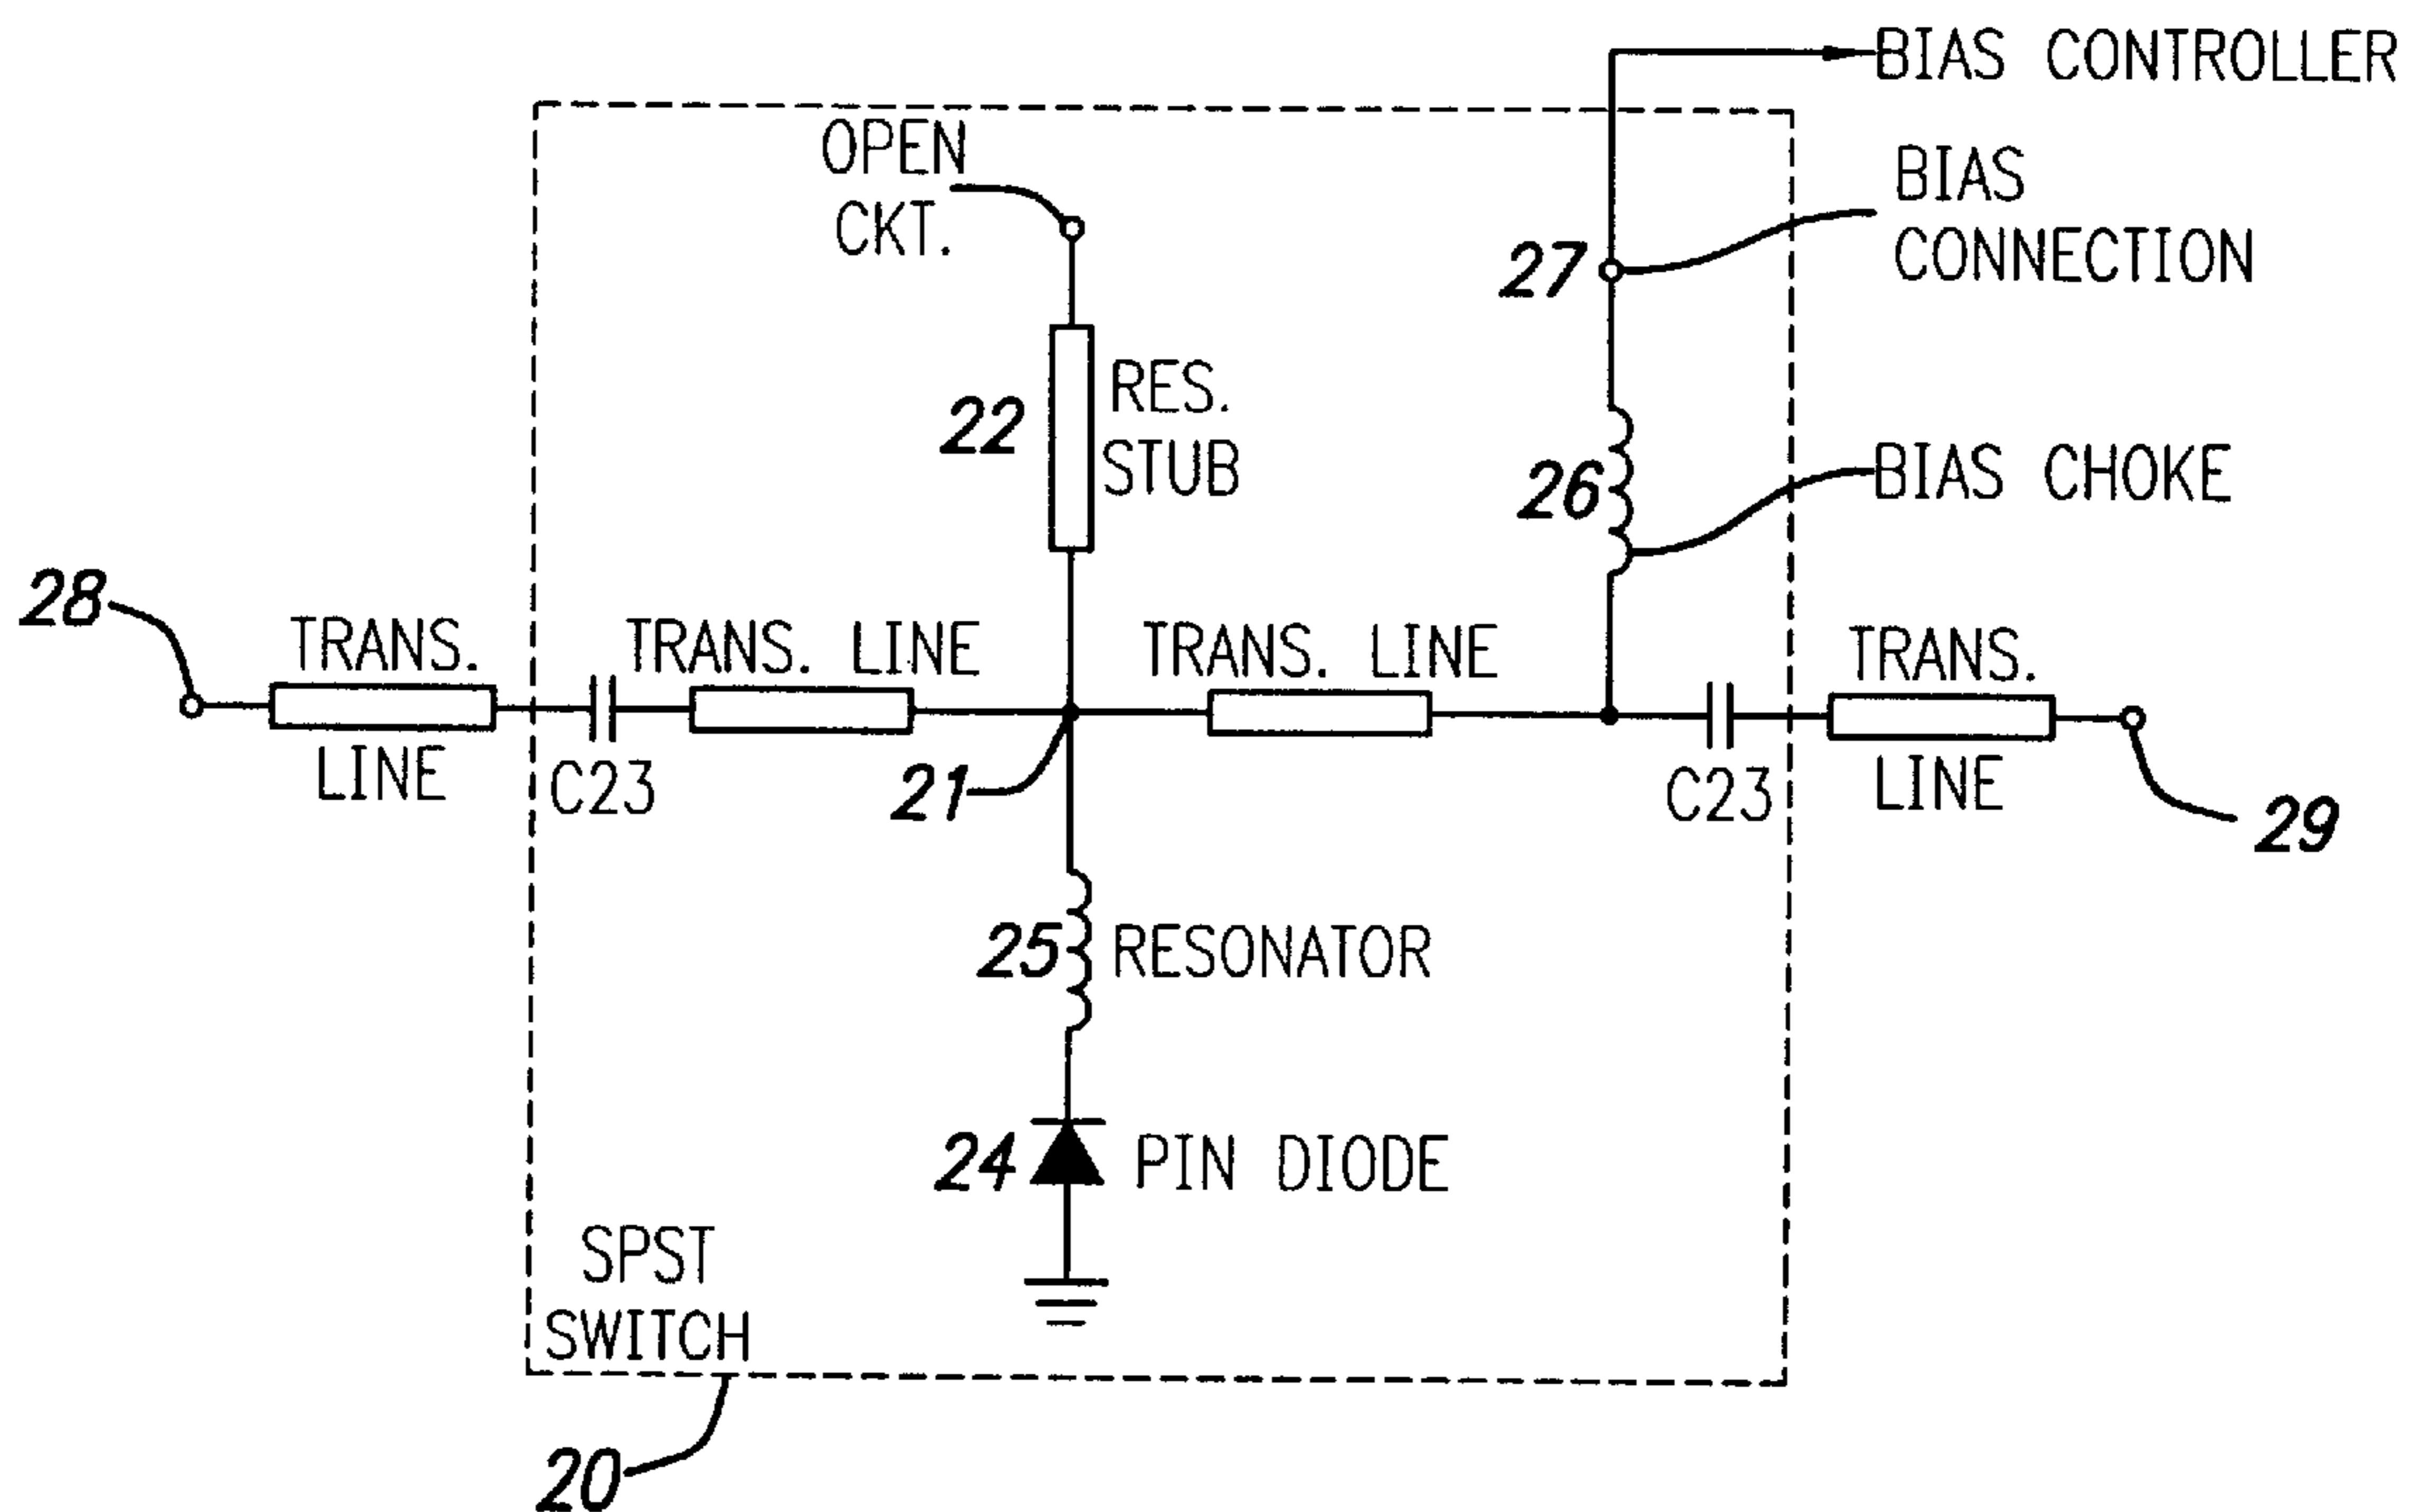 BIAS CONTROLLER
OPEN
CKT.
BIAS
CONNECTION
27
22
RES.
STUB
26
BIAS CHOKE
28
TRANS.
LINE
TRANS. LINE
TRANS. LINE
TRANS.
LINE
C23
21
C23
29
25
RESONATOR
24
PIN DIODE
SPST
SWITCH
20